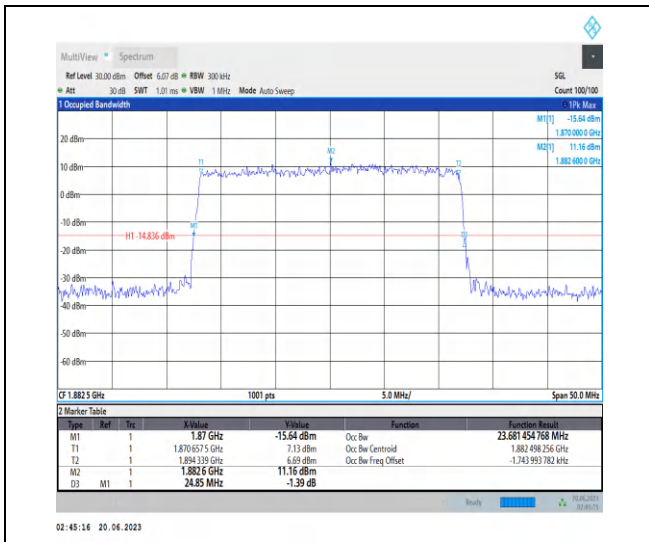 MultiView Spectrum
Ref Level 30.00 dBm Offset 6.07 dB RBW 300 kHz SGL
Att 30 dB SWT 1.01 ms VBW 1 MHz Mode Auto Sweep Count 100/100
1 Occupied Bandwidth 1Pk Max
M1[1] -15.64 dBm
1.870 000 0 GHz
20 dBm
M2[1] 11.16 dBm
1.882 600 0 GHz
M2
T1
T2
10 dBm
0 dBm
-10 dBm
M1
H1 -14.836 dBm
D3
-20 dBm
-30 dBm
-40 dBm
-50 dBm
-60 dBm
CF 1.882 5 GHz 1001 pts 5.0 MHz/ Span 50.0 MHz
2 Marker Table
Type Ref Trc X-Value Y-Value Function Function Result
M1 1 1.87 GHz -15.64 dBm Occ Bw 23.681 454 768 MHz
T1 1 1.870 657 5 GHz 7.13 dBm Occ Bw Centroid 1.882 498 256 GHz
T2 1 1.894 339 GHz 6.69 dBm Occ Bw Freq Offset -1.743 993 782 kHz
M2 1 1.882 6 GHz 11.16 dBm
D3 M1 1 24.85 MHz -1.39 dB
Ready
02:45:16 20.06.2023